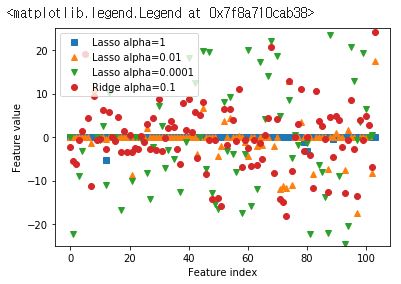 <matplotlib.legend.Legend at 0x7f8a710cab38>
Lasso alpha=1
Lasso alpha=0.01
Lasso alpha=0.0001
Ridge alpha=0.1
20
10
0
−10
−20
Feature value
0
20
40
60
80
100
Feature index